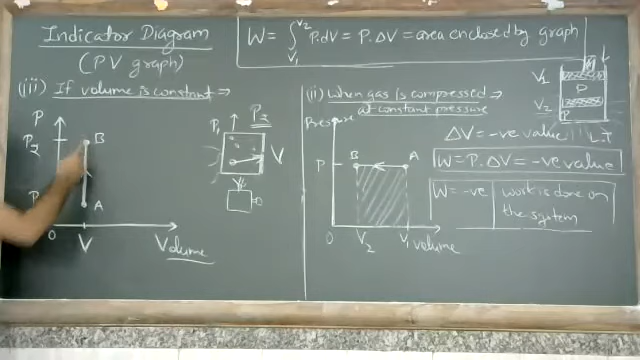 Indicator Diagram
(PV graph)
W = ∫V₁^V₂ P.dV = P.ΔV = area enclosed by graph
(iii) If volume is constant ⇒
P
P₂
B
P
A
0
V
Volume
P₁
P₂
V
(ii) When gas is compressed ⇒
at constant pressure
Pressure
P
B
A
0
V₂
V₁
volume
V₁
P
V₂
P
ΔV = -ve value
W = P.ΔV = -ve value
W = -ve
work is done on
the system